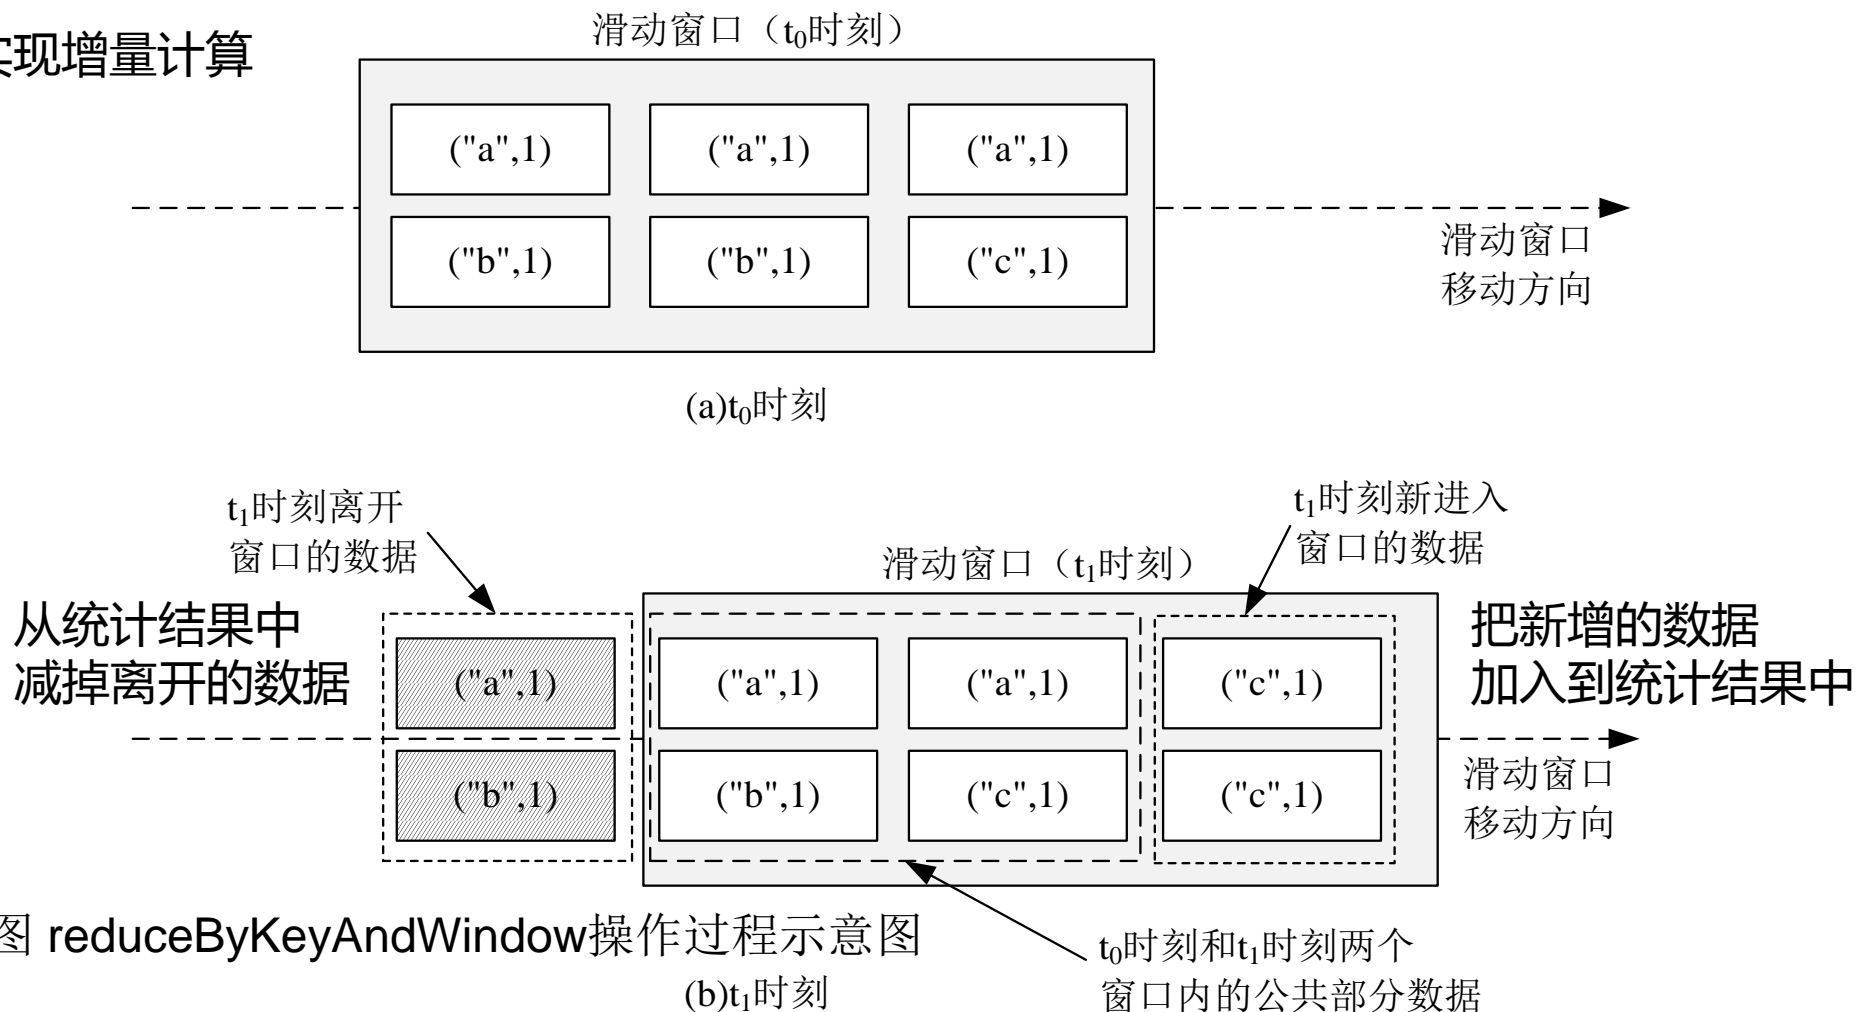 实现增量计算
滑动窗口（t₀时刻）
("a",1) ("a",1) ("a",1)
("b",1) ("b",1) ("c",1)
滑动窗口
移动方向
(a)t₀时刻
t₁时刻离开
窗口的数据
滑动窗口（t₁时刻）
t₁时刻新进入
窗口的数据
从统计结果中
减掉离开的数据
("a",1) ("a",1) ("a",1) ("c",1)
("b",1) ("b",1) ("c",1) ("c",1)
把新增的数据
加入到统计结果中
滑动窗口
移动方向
图 reduceByKeyAndWindow操作过程示意图
(b)t₁时刻
t₀时刻和t₁时刻两个
窗口内的公共部分数据